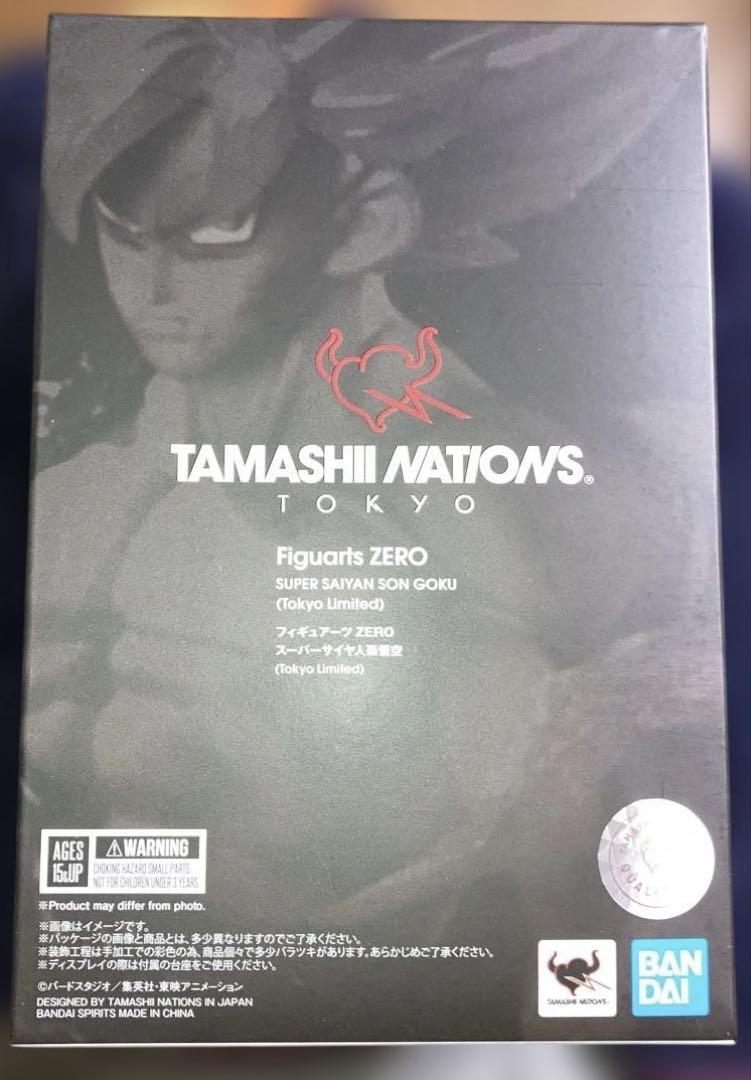 TAMASHII NATIONS®
TOKYO
Figuarts ZERO
SUPER SAIYAN SON GOKU
(Tokyo Limited)
フィギュアーツ ZERO
スーパーサイヤ人孫悟空
(Tokyo Limited)
AGES
15&UP
⚠WARNING
CHOKING HAZARD SMALL PARTS.
NOT FOR CHILDREN UNDER 3 YEARS
※Product may differ from photo.
※画像はイメージです。
※パッケージの画像と商品とは、多少異なりますのでご了承ください。
※装飾工程は手加工での彩色の為、商品個々で多少バラツキがあります。あらかじめご了承ください。
※ディスプレイの際は付属の台座をご使用ください。
©バードスタジオ／集英社・東映アニメーション
DESIGNED BY TAMASHII NATIONS IN JAPAN
BANDAI SPIRITS MADE IN CHINA
TAMASHII NATIONS
BAN
DAI